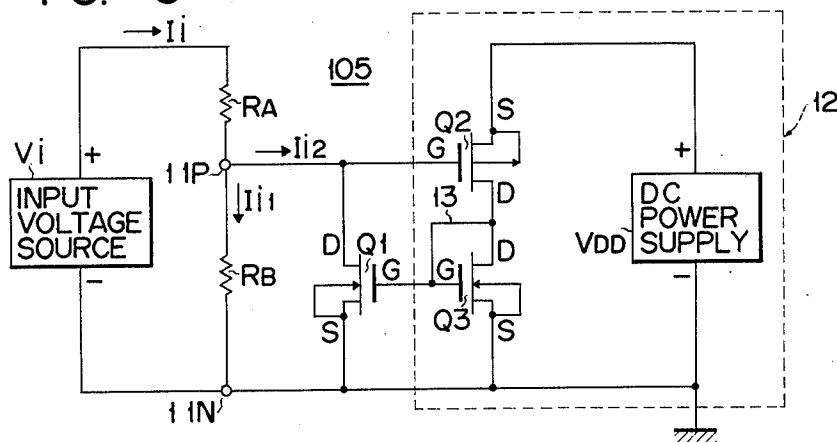 Ii
105
RA
S
12
Q2
G
Vi
+
11P
Ii2
+
INPUT
VOLTAGE
SOURCE
Ii1
13
D
DC
POWER
SUPPLY
VDD
D
Q1
D
RB
G
G
-
-
Q3
S
S
11N